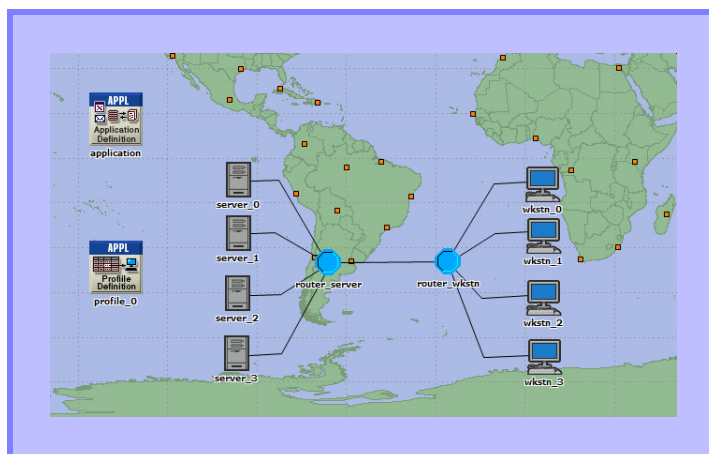 APPL
Application
Definition
application
server_0
wkstn_0
server_1
wkstn_1
APPL
Profile
Definition
profile_0
router_server
router_wkstn
server_2
wkstn_2
server_3
wkstn_3